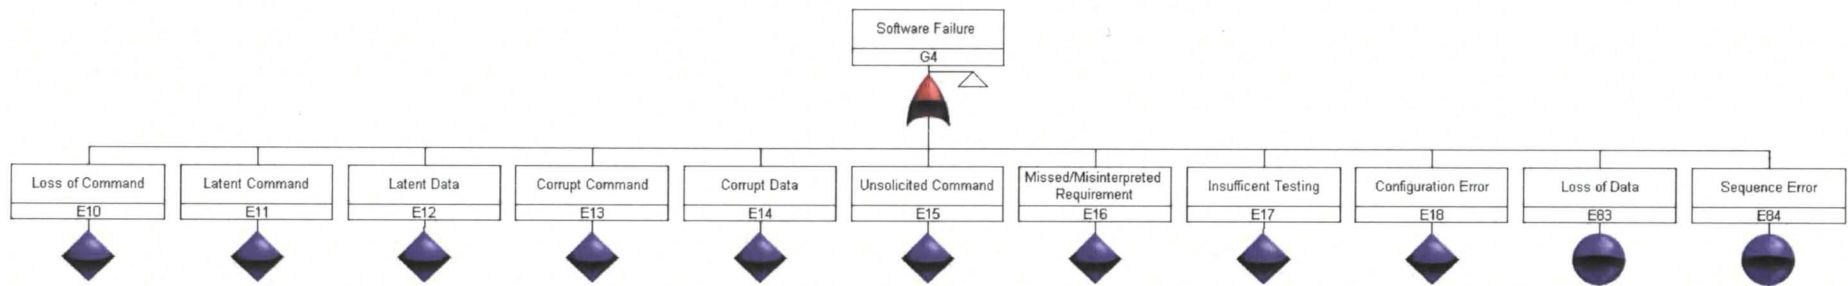 Software Failure
G4
Loss of Command
E10
Latent Command
E11
Latent Data
E12
Corrupt Command
E13
Corrupt Data
E14
Unsolicited Command
E15
Missed/Misinterpreted
Requirement
E16
Insufficent Testing
E17
Configuration Error
E18
Loss of Data
E83
Sequence Error
E84